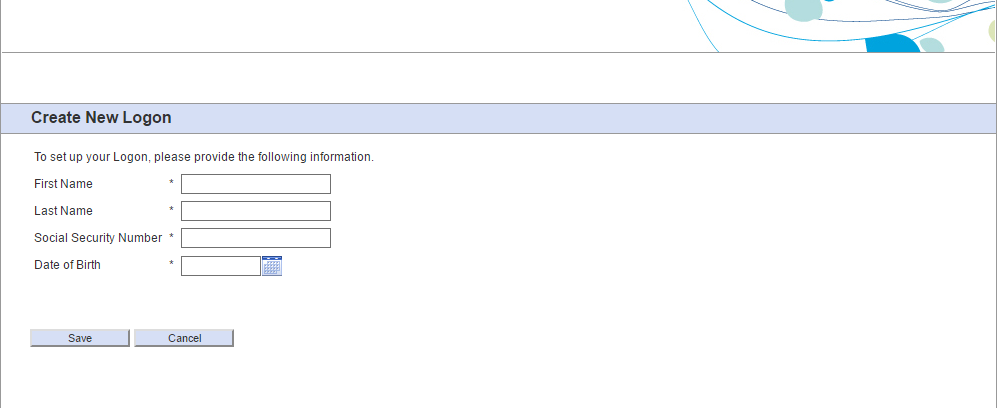 Create New Logon
To set up your Logon, please provide the following information.
First Name *
Last Name *
Social Security Number *
Date of Birth *
Save Cancel